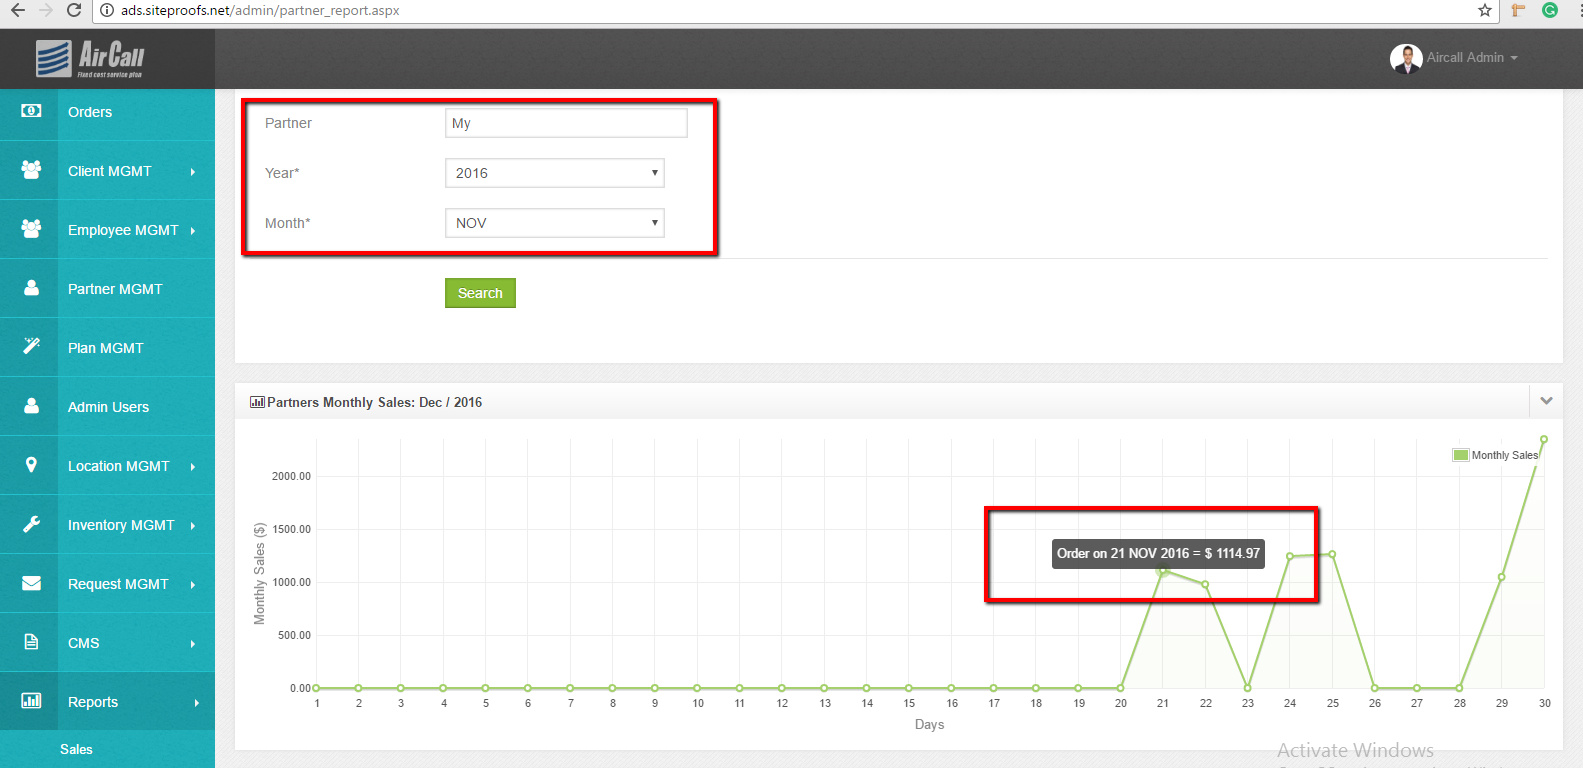 ads.siteproofs.net/admin/partner_report.aspx
AirCall
Fixed cost service plan
Aircall Admin
Orders
Client MGMT
Employee MGMT
Partner MGMT
Plan MGMT
Admin Users
Location MGMT
Inventory MGMT
Request MGMT
CMS
Reports
Sales
Partner
My
Year*
2016
Month*
NOV
Search
Partners Monthly Sales: Dec / 2016
Monthly Sales
Order on 21 NOV 2016 = $ 1114.97
Monthly Sales ($)
2000.00
1500.00
1000.00
500.00
0.00
1 2 3 4 5 6 7 8 9 10 11 12 13 14 15 16 17 18 19 20 21 22 23 24 25 26 27 28 29 30
Days
Activate Windows